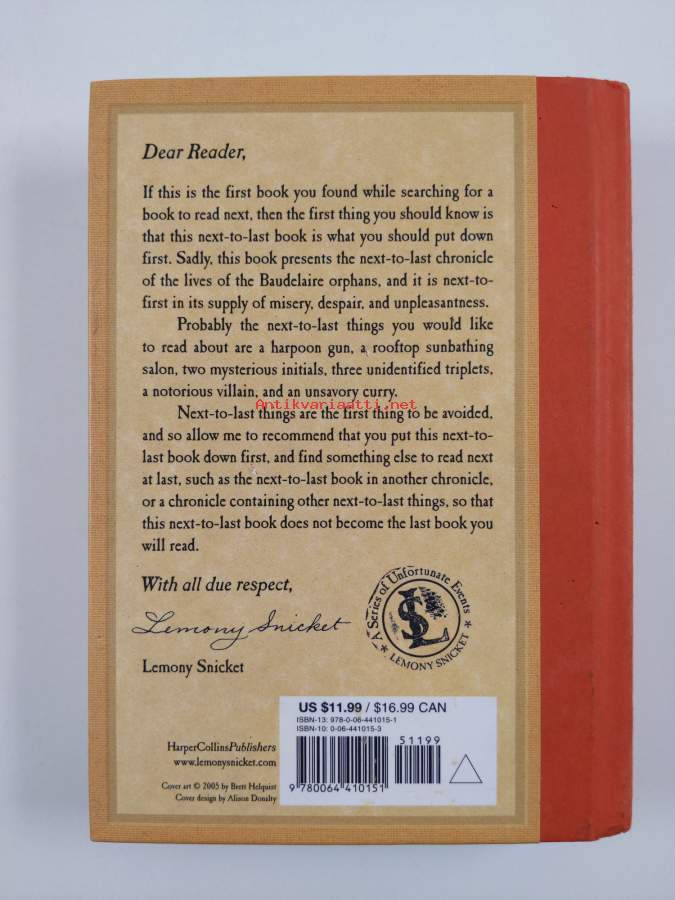 Dear Reader,
If this is the first book you found while searching for a
book to read next, then the first thing you should know is
that this next-to-last book is what you should put down
first. Sadly, this book presents the next-to-last chronicle
of the lives of the Baudelaire orphans, and it is next-to-
first in its supply of misery, despair, and unpleasantness.
Probably the next-to-last things you would like
to read about are a harpoon gun, a rooftop sunbathing
salon, two mysterious initials, three unidentified triplets,
a notorious villain, and an unsavory curry.
Antikvariaatti.net
Next-to-last things are the first thing to be avoided,
and so allow me to recommend that you put this next-to-
last book down first, and find something else to read next
at last, such as the next-to-last book in another chronicle,
or a chronicle containing other next-to-last things, so that
this next-to-last book does not become the last book you
will read.
With all due respect,
Lemony Snicket
Lemony Snicket
★ A Series of Unfortunate Events ★
LS
LEMONY SNICKET
US $11.99 / $16.99 CAN
ISBN-13: 978-0-06-441015-1
ISBN-10: 0-06-441015-3
51199
9 780064 410151
HarperCollinsPublishers
www.lemonysnicket.com
Cover art © 2005 by Brett Helquist
Cover design by Alison Donalty